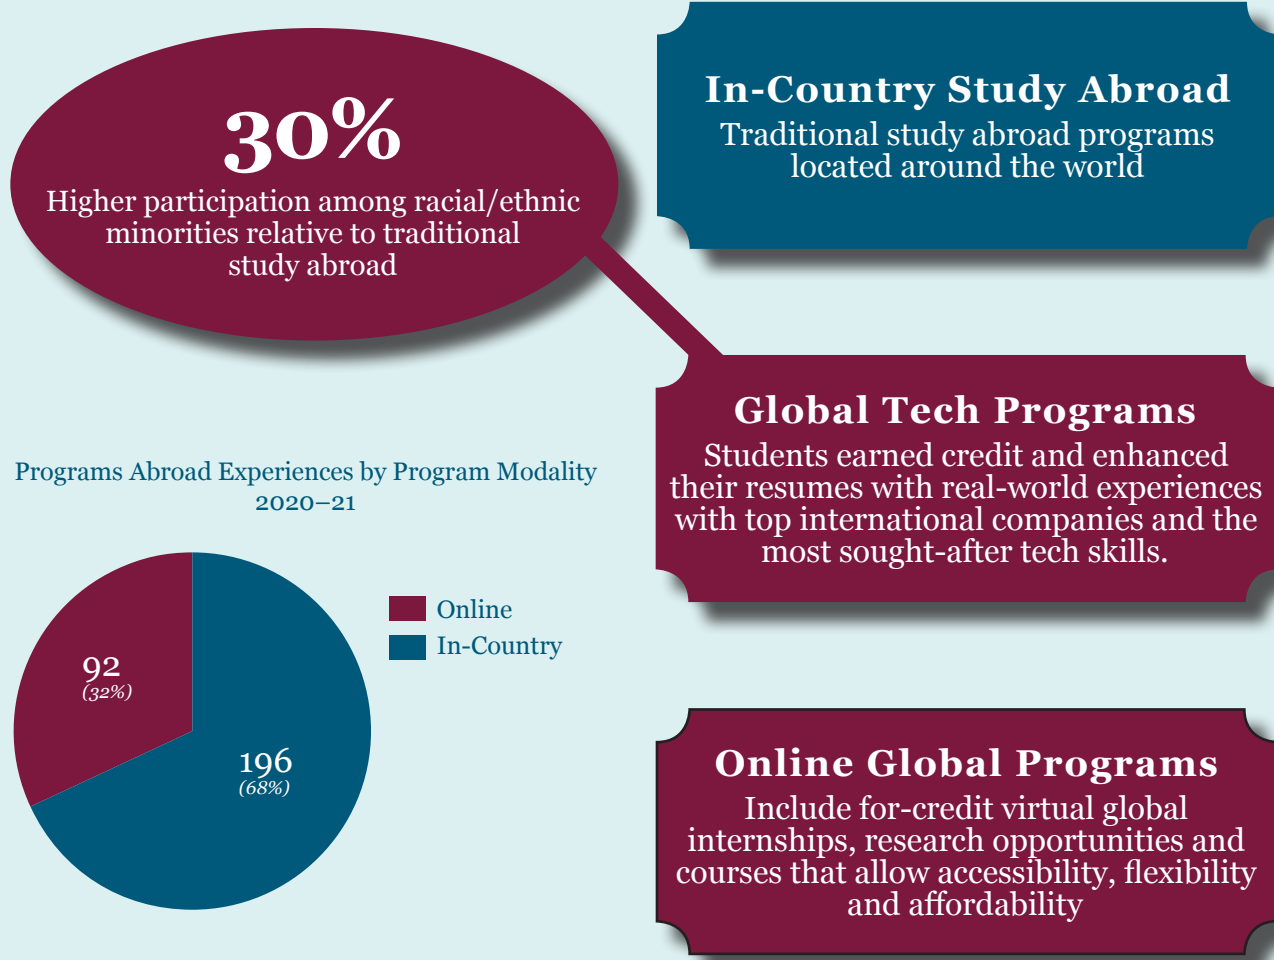 30%
Higher participation among racial/ethnic
minorities relative to traditional
study abroad
In-Country Study Abroad
Traditional study abroad programs
located around the world
Global Tech Programs
Students earned credit and enhanced
their resumes with real-world experiences
with top international companies and the
most sought-after tech skills.
Programs Abroad Experiences by Program Modality
2020–21
Online
In-Country
92
(32%)
196
(68%)
Online Global Programs
Include for-credit virtual global
internships, research opportunities and
courses that allow accessibility, flexibility
and affordability